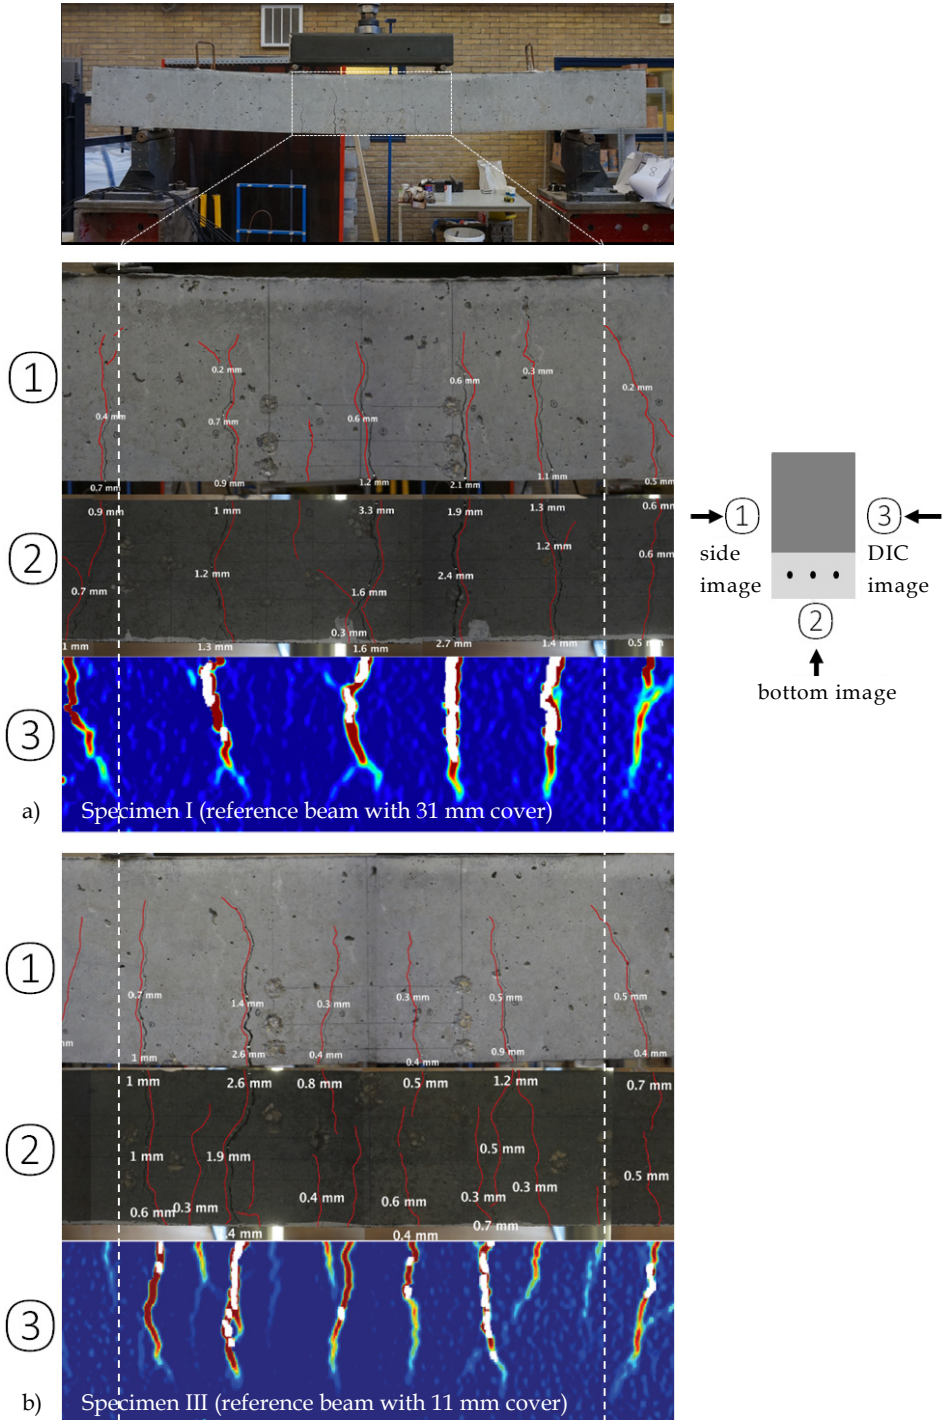 1
0.2 mm
0.6 mm
0.3 mm
0.2 mm
0.4 mm
0.7 mm
0.6 mm
0.7 mm
0.9 mm
1.2 mm
2.1 mm
1.1 mm
0.5 mm
2
0.9 mm
1 mm
3.3 mm
1.9 mm
1.3 mm
0.6 mm
1.2 mm
0.6 mm
0.7 mm
1.2 mm
1.6 mm
2.4 mm
0.3 mm
1 mm
1.3 mm
1.6 mm
2.7 mm
1.4 mm
0.5 mm
3
a) Specimen I (reference beam with 31 mm cover)
1
side
image
3
DIC
image
2
bottom image
1
0.7 mm
1.4 mm
0.3 mm
0.3 mm
0.5 mm
0.5 mm
mm
1 mm
2.6 mm
0.4 mm
0.4 mm
0.9 mm
0.4 mm
2
1 mm
2.6 mm
0.8 mm
0.5 mm
1.2 mm
0.7 mm
1 mm
1.9 mm
0.5 mm
0.6 mm
0.3 mm
0.4 mm
0.6 mm
0.3 mm
0.3 mm
0.5 mm
.4 mm
0.4 mm
0.7 mm
3
b) Specimen III (reference beam with 11 mm cover)